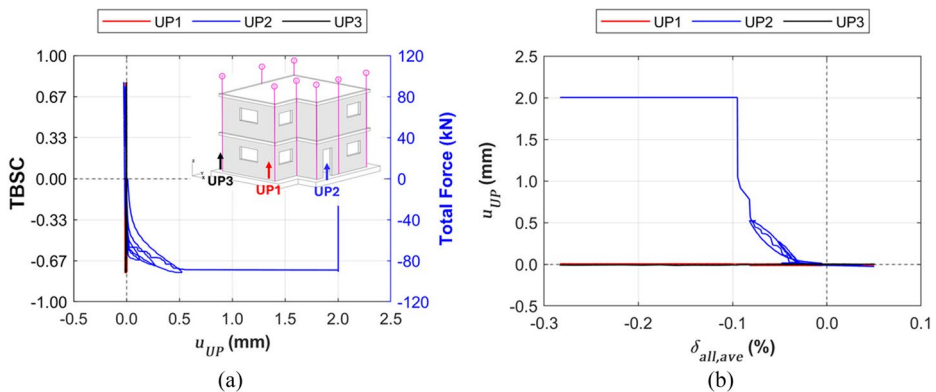 UP1 UP2 UP3
1.00
0.67
0.33
0.00
-0.33
-0.67
-1.00
TBSC
120
80
40
0
-40
-80
-120
Total Force (kN)
UP3
UP1
UP2
-0.5 0.0 0.5 1.0 1.5 2.0 2.5
u_UP (mm)
(a)
UP1 UP2 UP3
2.5
2.0
1.5
1.0
0.5
0.0
-0.5
u_UP (mm)
-0.3 -0.2 -0.1 0.0 0.1
δ_all,ave (%)
(b)